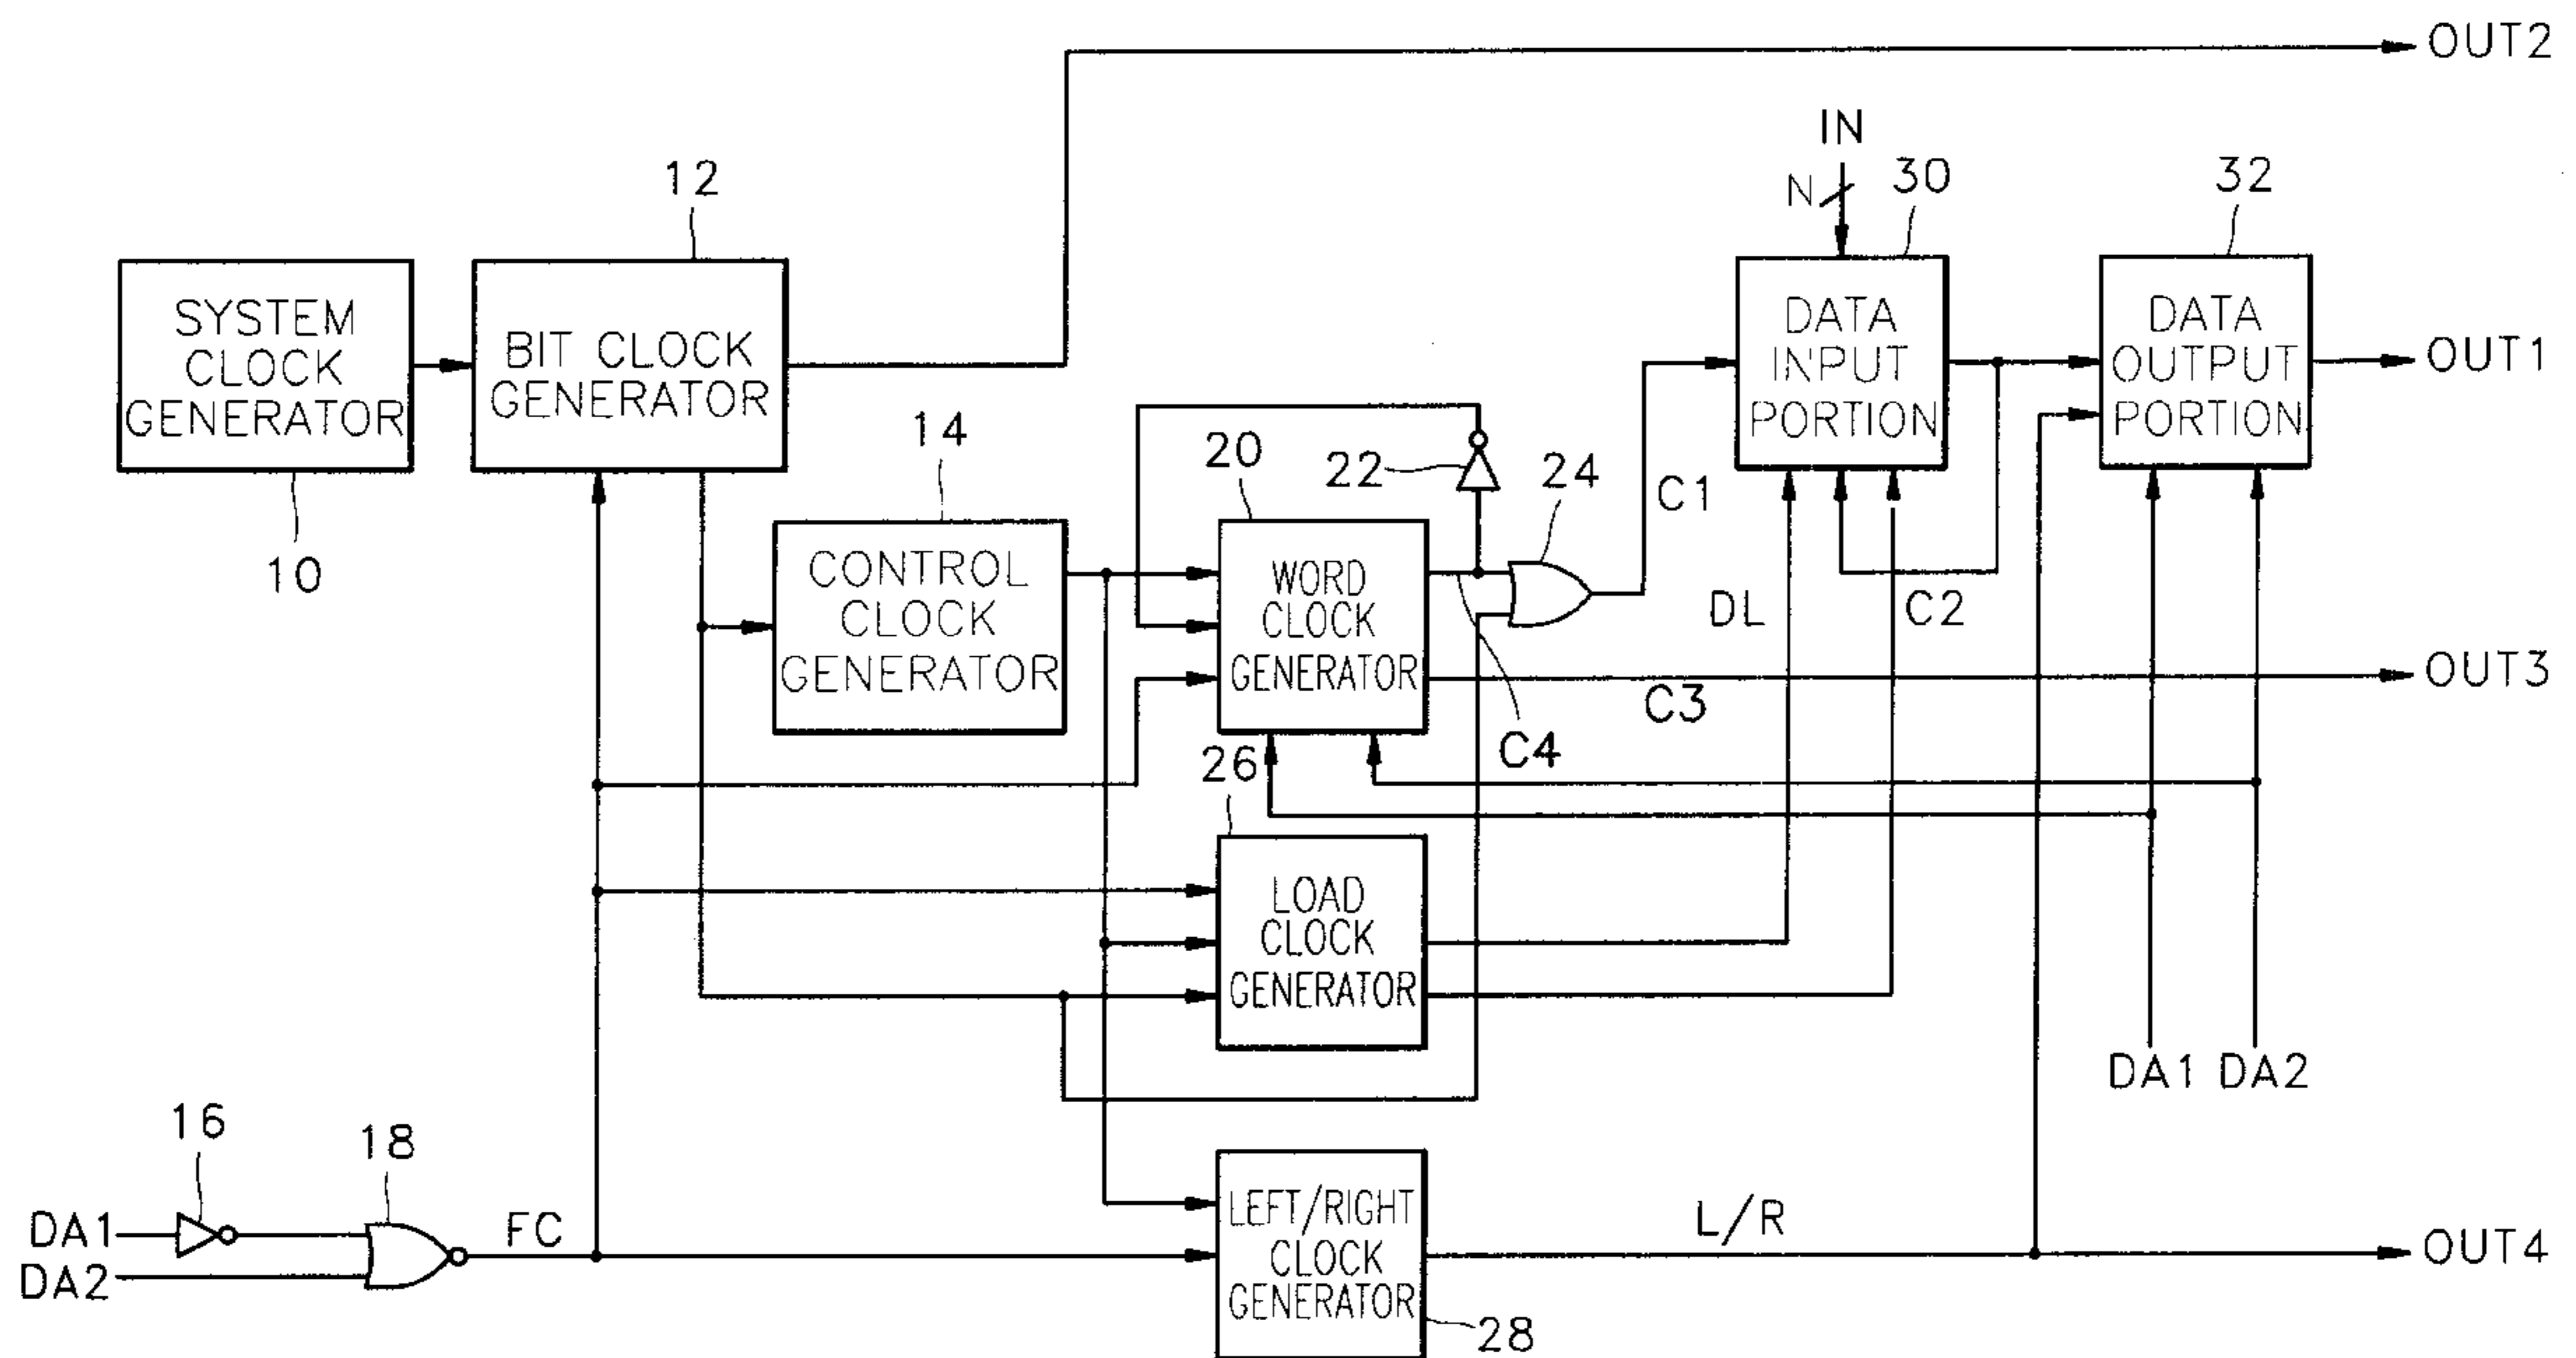 OUT2
IN
N
12
30
32
SYSTEM
CLOCK
GENERATOR
BIT CLOCK
GENERATOR
DATA
INPUT
PORTION
DATA
OUTPUT
PORTION
OUT1
10
14
20
22
24
C1
CONTROL
CLOCK
GENERATOR
WORD
CLOCK
GENERATOR
DL
C2
OUT3
C3
C4
26
LOAD
CLOCK
GENERATOR
DA1
DA2
16
18
DA1
DA2
FC
LEFT/RIGHT
CLOCK
GENERATOR
L/R
OUT4
28